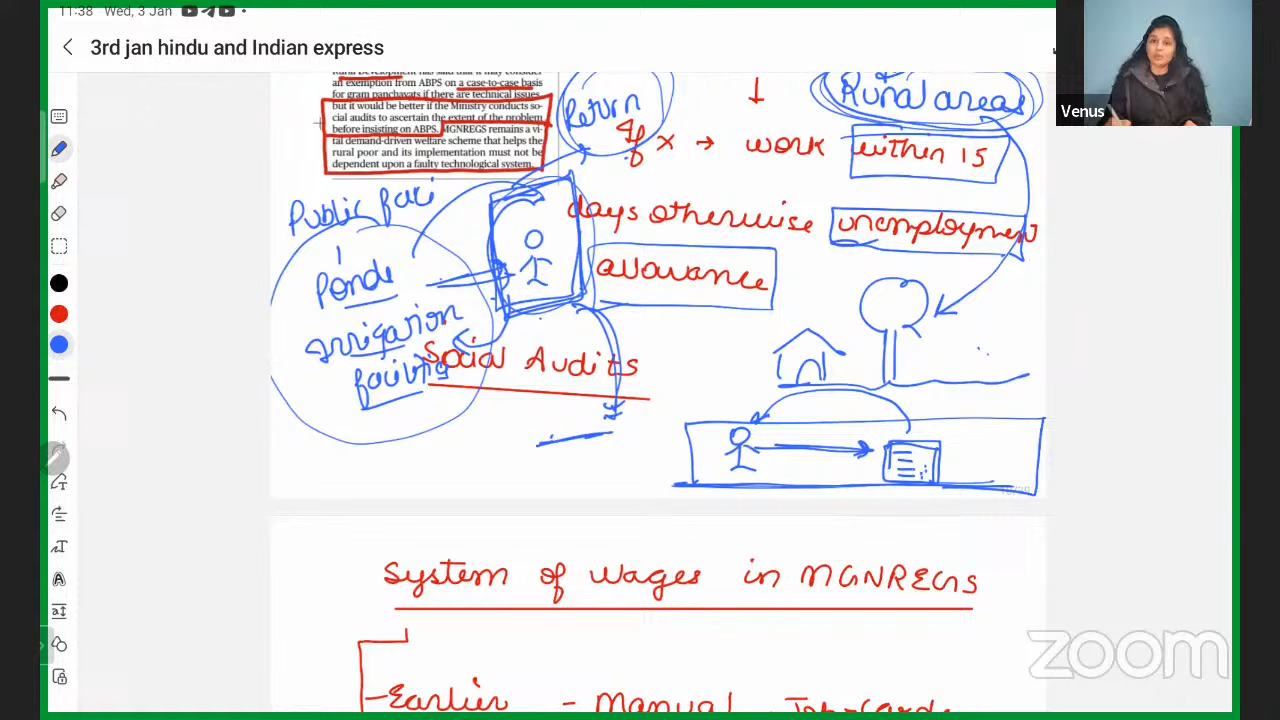 11:38 Wed, 3 Jan
3rd jan hindu and Indian express
Venus
an exemption from ABPS on a case-to-case basis
for gram panchayats if there are technical issues,
but it would be better if the Ministry conducts so-
cial audits to ascertain the extent of the problem
before insisting on ABPS. MGNREGS remains a vi-
tal demand-driven welfare scheme that helps the
rural poor and its implementation must not be
dependent upon a faulty technological system.
Return
Rural areas
If x → work within 15
days otherwise unemployment
allowance
Public faci
Ponds
irrigation
facilities
Social Audits
System of wages in MGNREGS
Earlier - Manual Job-Cards
zoom